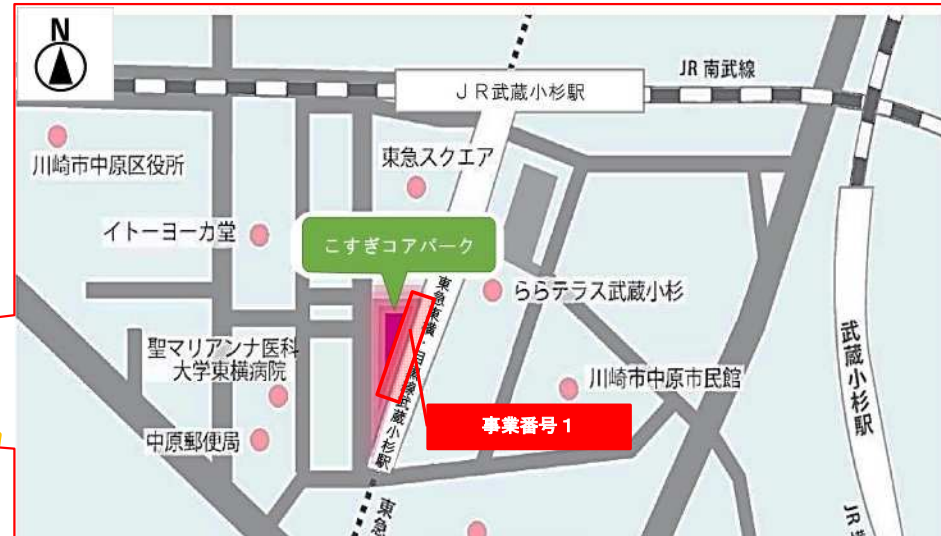 N
JR 南武線
ＪＲ武蔵小杉駅
川崎市中原区役所
東急スクエア
イトーヨーカ堂
こすぎコアパーク
ららテラス武蔵小杉
東急東横・目黒線武蔵小杉駅
聖マリアンナ医科
大学東横病院
川崎市中原市民館
武蔵小杉駅
事業番号１
中原郵便局
東急
JR 横